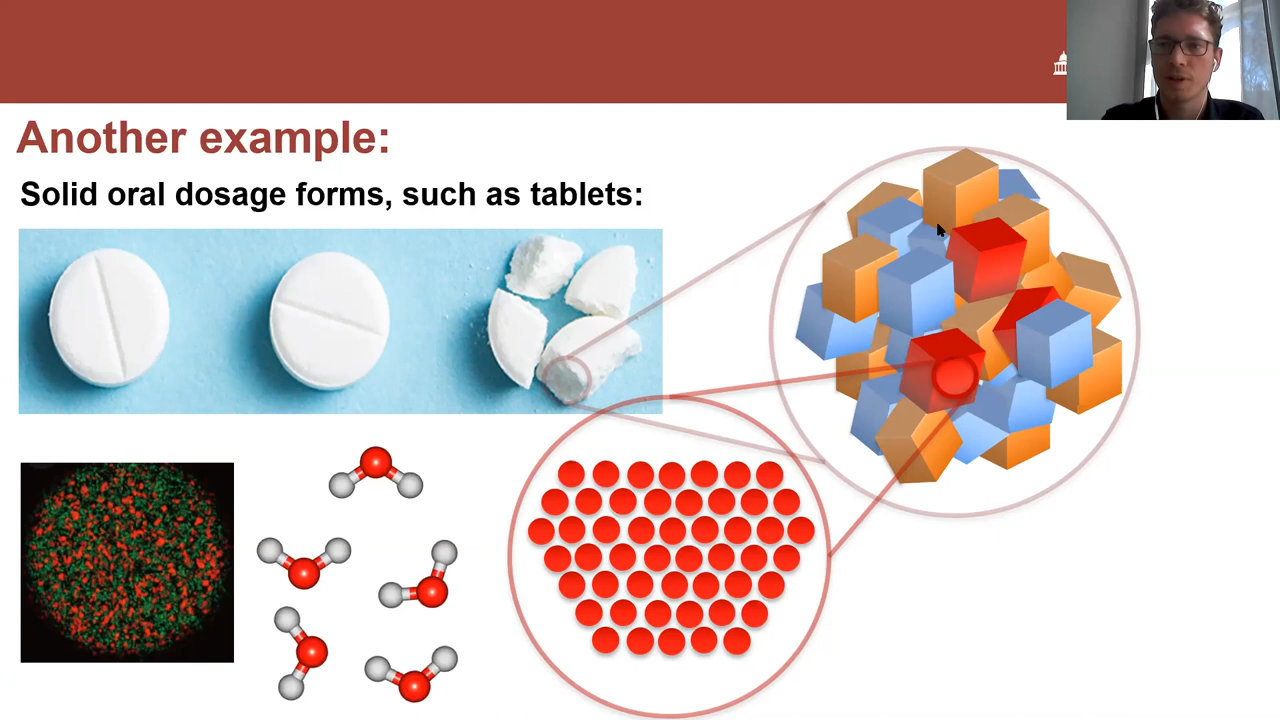 Another example:
Solid oral dosage forms, such as tablets: